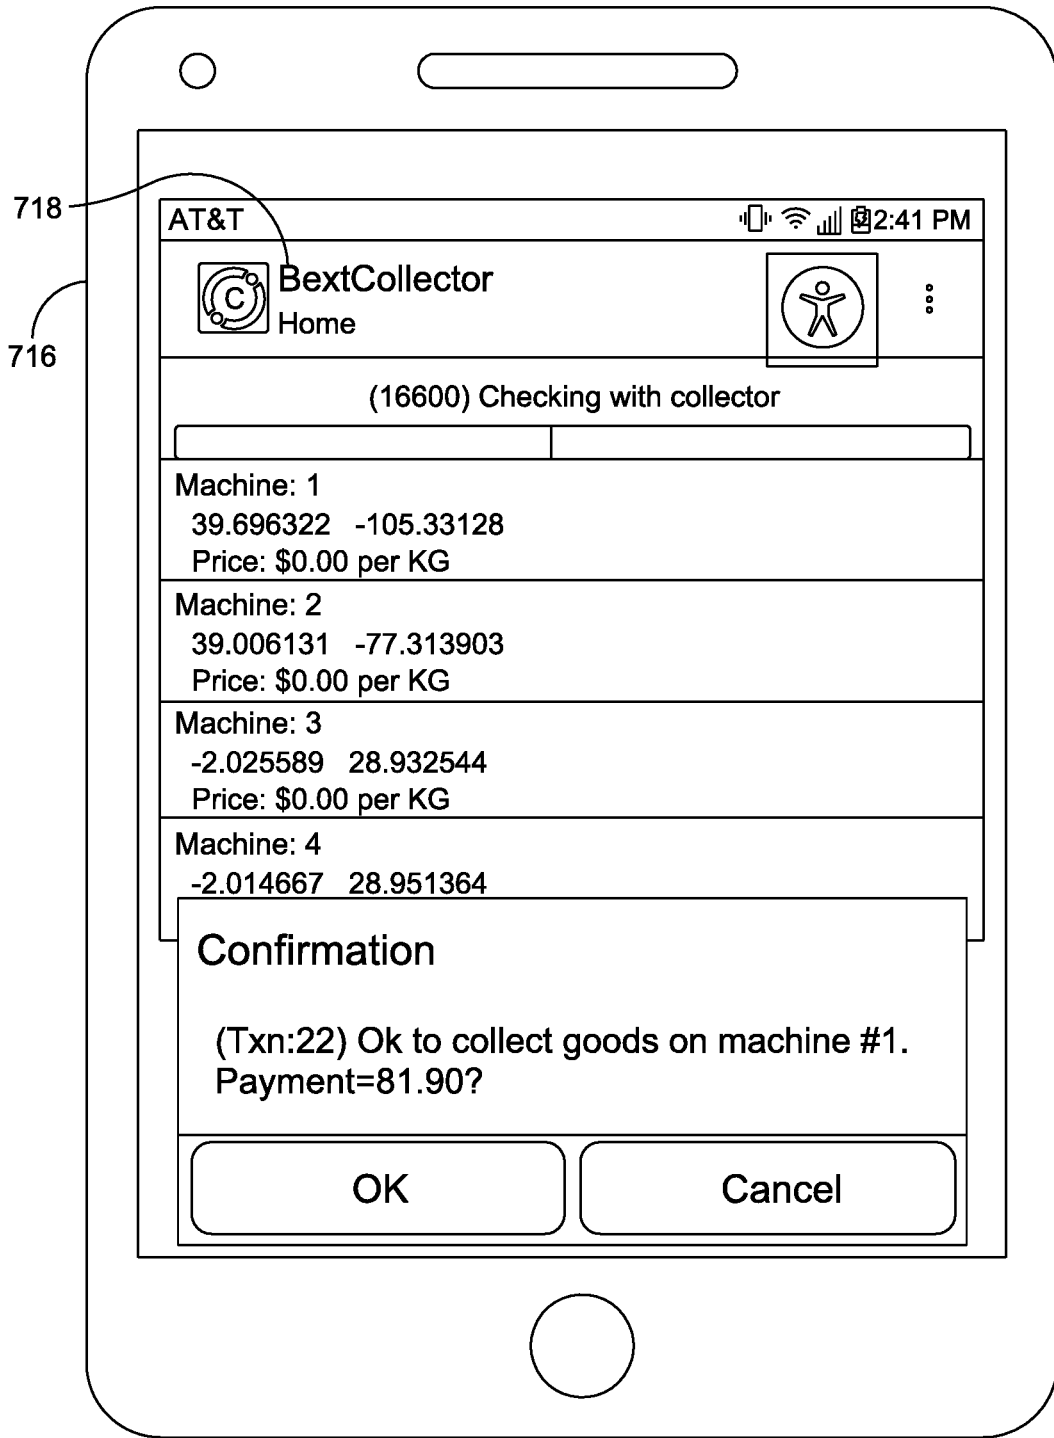 718
716
AT&T 2:41 PM
C
BextCollector
Home
(16600) Checking with collector
Machine: 1
39.696322 -105.33128
Price: $0.00 per KG
Machine: 2
39.006131 -77.313903
Price: $0.00 per KG
Machine: 3
-2.025589 28.932544
Price: $0.00 per KG
Machine: 4
-2.014667 28.951364
Confirmation
(Txn:22) Ok to collect goods on machine #1.
Payment=81.90?
OK Cancel